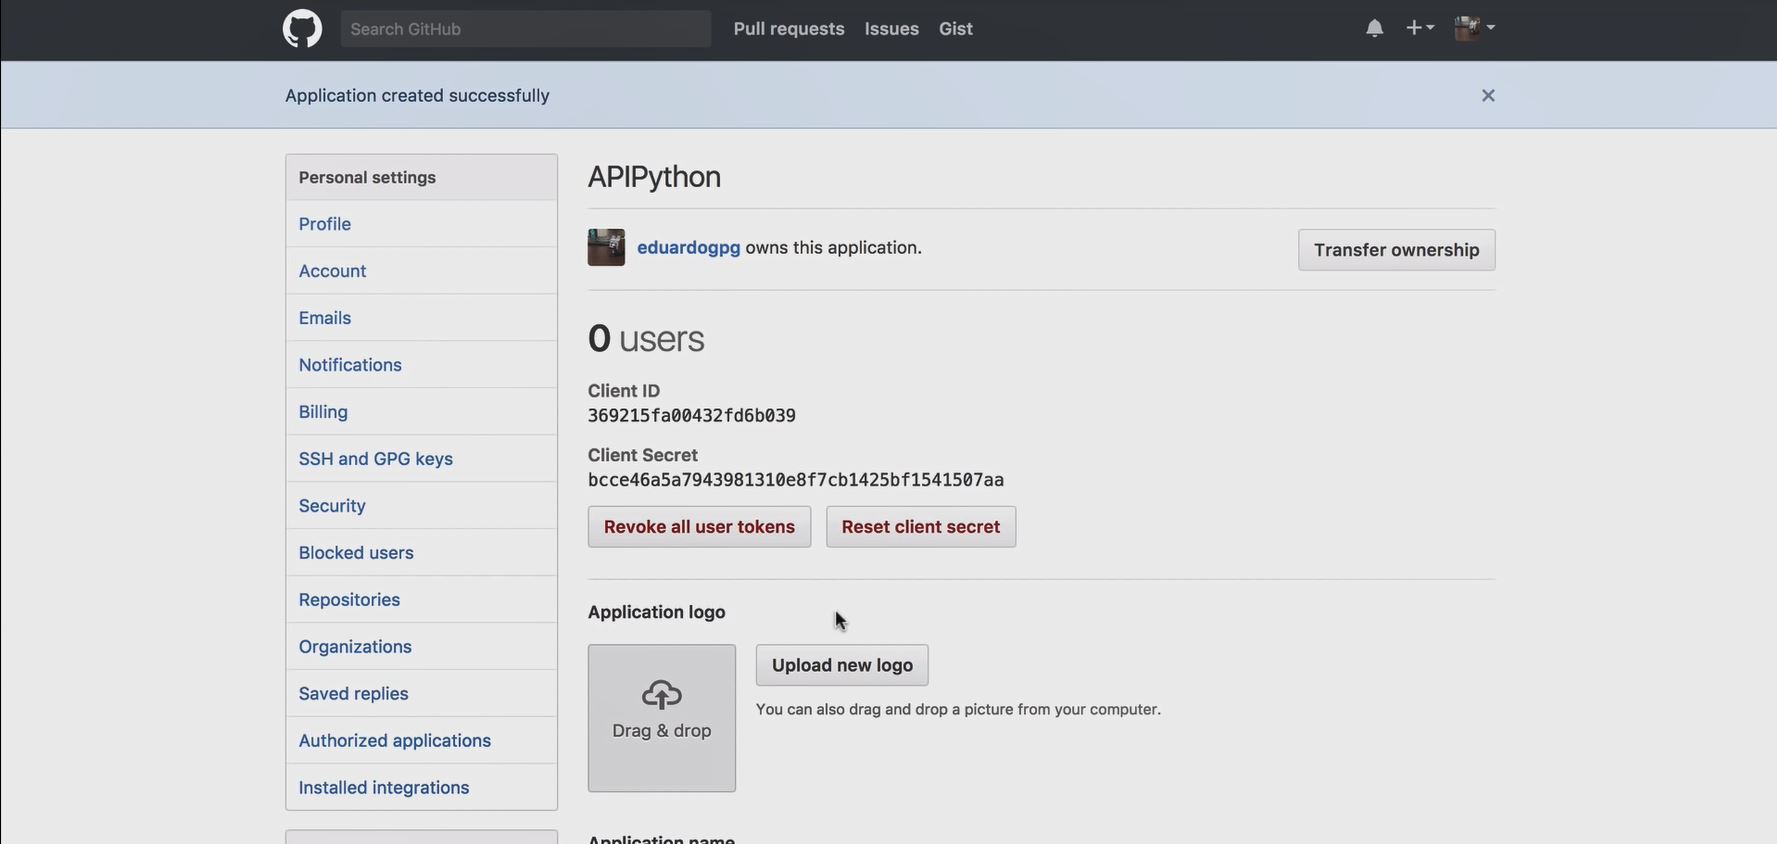 Search GitHub
Pull requests
Issues
Gist
Application created successfully
Personal settings
Profile
Account
Emails
Notifications
Billing
SSH and GPG keys
Security
Blocked users
Repositories
Organizations
Saved replies
Authorized applications
Installed integrations
APIPython
eduardogpg owns this application.
Transfer ownership
0 users
Client ID
369215fa00432fd6b039
Client Secret
bcce46a5a7943981310e8f7cb1425bf1541507aa
Revoke all user tokens
Reset client secret
Application logo
Drag & drop
Upload new logo
You can also drag and drop a picture from your computer.
Application name